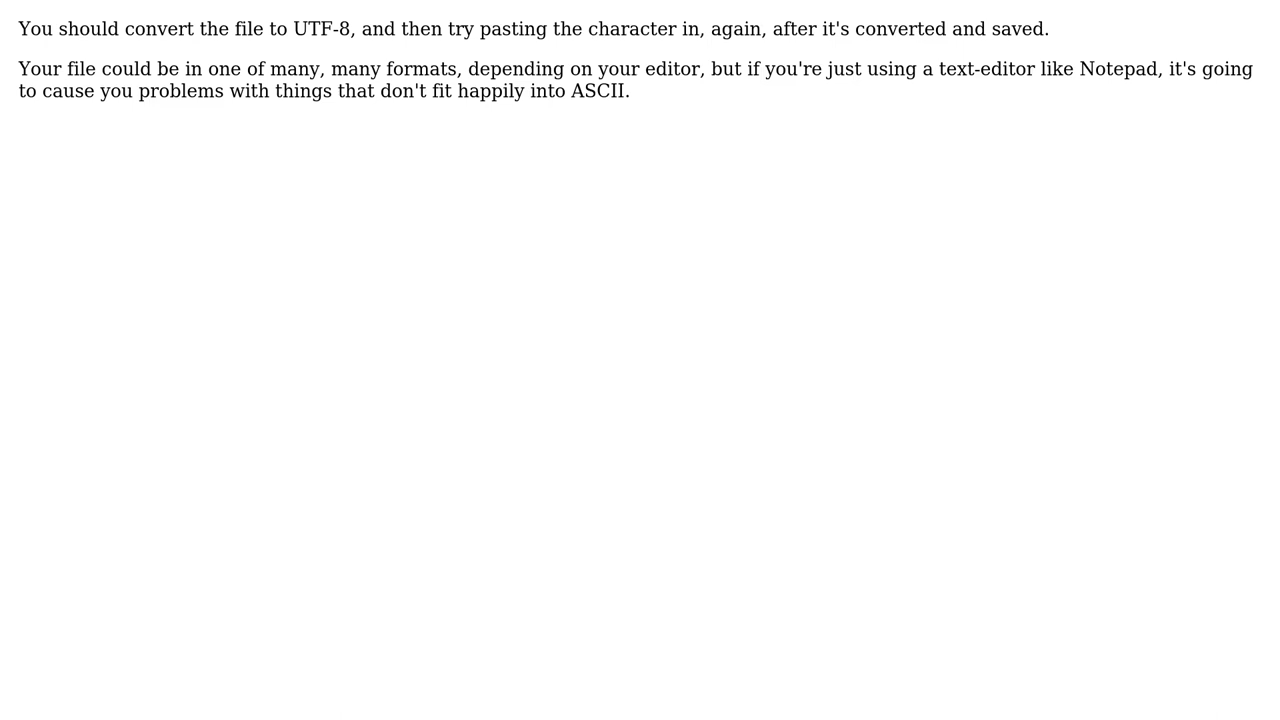 You should convert the file to UTF-8, and then try pasting the character in, again, after it's converted and saved.
Your file could be in one of many, many formats, depending on your editor, but if you're just using a text-editor like Notepad, it's going
to cause you problems with things that don't fit happily into ASCII.